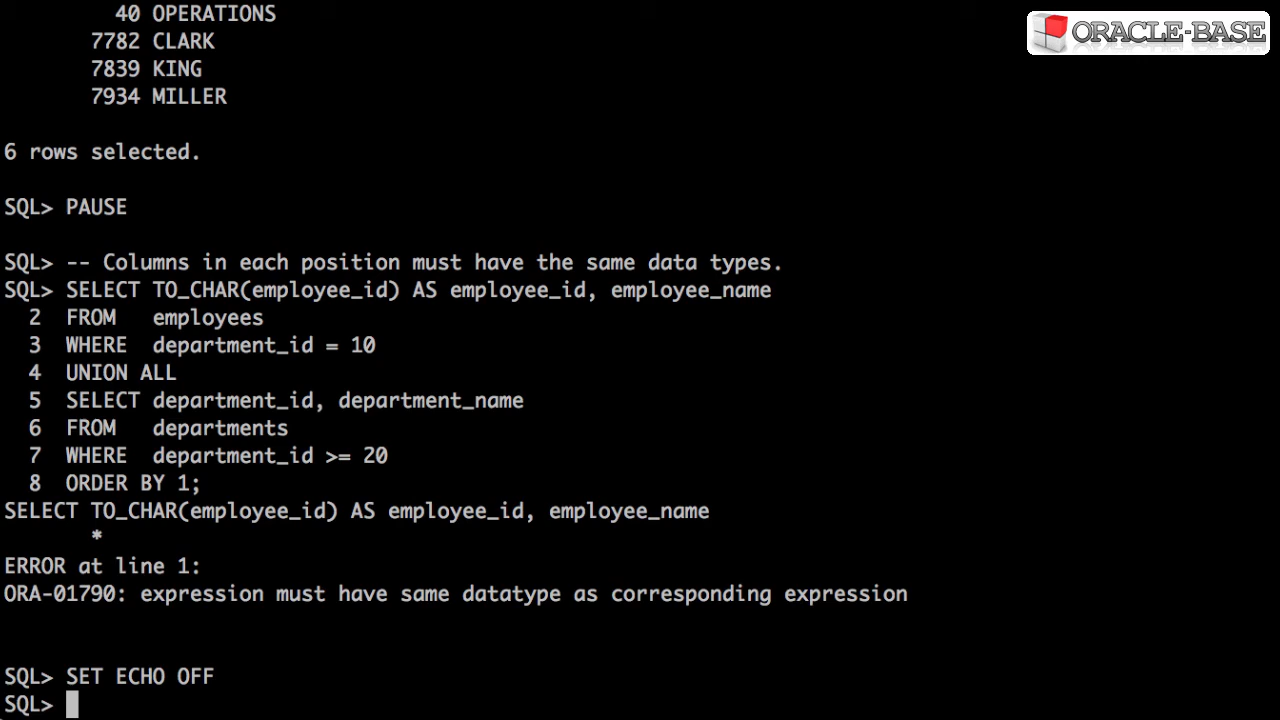 40 OPERATIONS
ORACLE-BASE
7782 CLARK
7839 KING
7934 MILLER
6 rows selected.
SQL> PAUSE
SQL> -- Columns in each position must have the same data types.
SQL> SELECT TO_CHAR(employee_id) AS employee_id, employee_name
2 FROM employees
3 WHERE department_id = 10
4 UNION ALL
5 SELECT department_id, department_name
6 FROM departments
7 WHERE department_id >= 20
8 ORDER BY 1;
SELECT TO_CHAR(employee_id) AS employee_id, employee_name
*
ERROR at line 1:
ORA-01790: expression must have same datatype as corresponding expression
SQL> SET ECHO OFF
SQL>